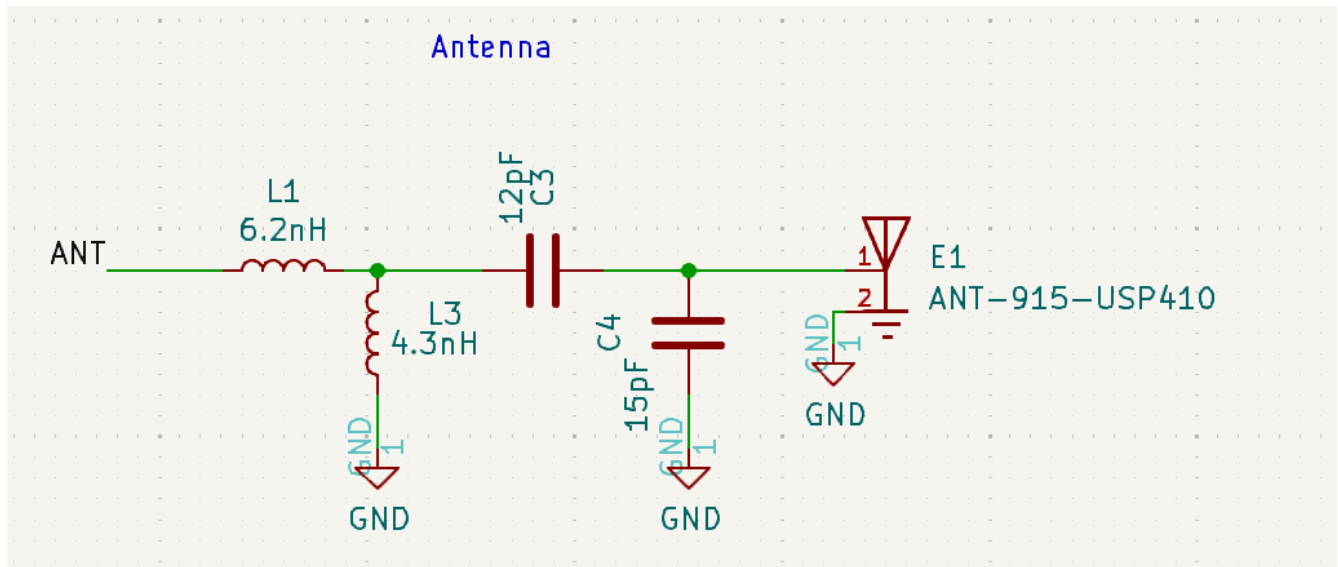 Antenna
ANT
L1
6.2nH
L3
4.3nH
GND
1
GND
12pF
C3
C4
15pF
GND
1
GND
1
2
E1
ANT-915-USP410
GND
1
GND